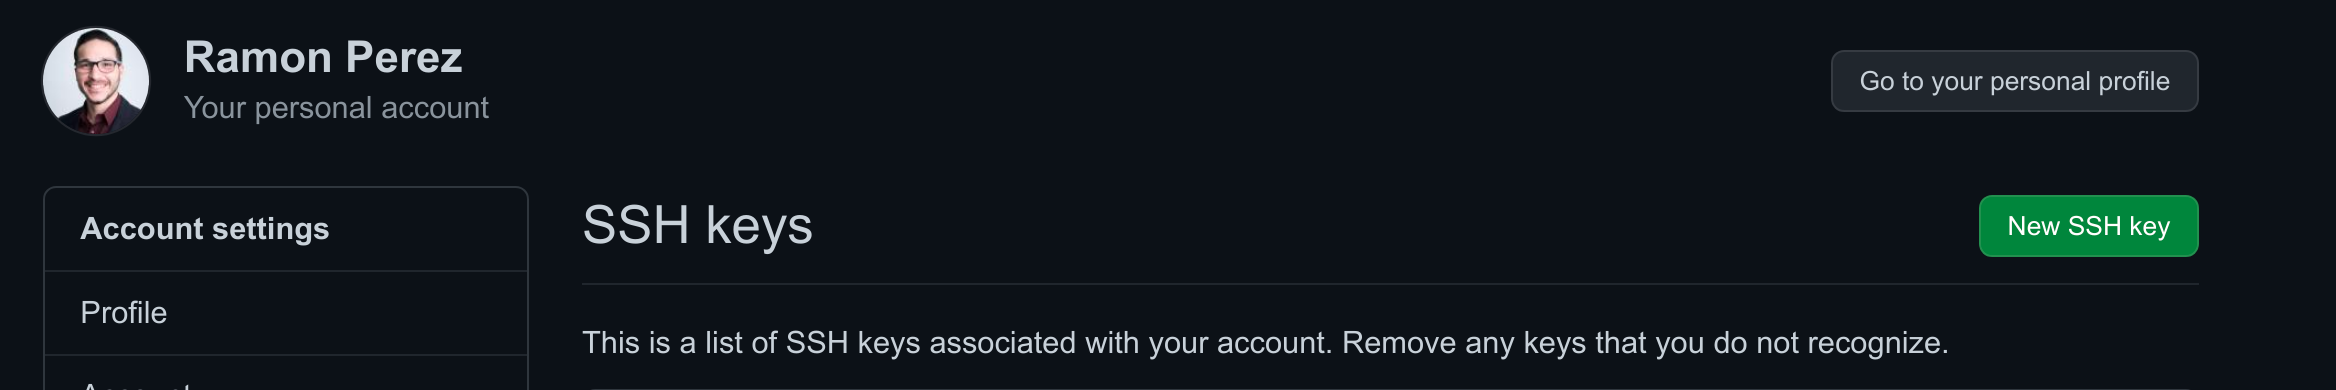 Ramon Perez
Your personal account
Go to your personal profile
Account settings
Profile
SSH keys
New SSH key
This is a list of SSH keys associated with your account. Remove any keys that you do not recognize.